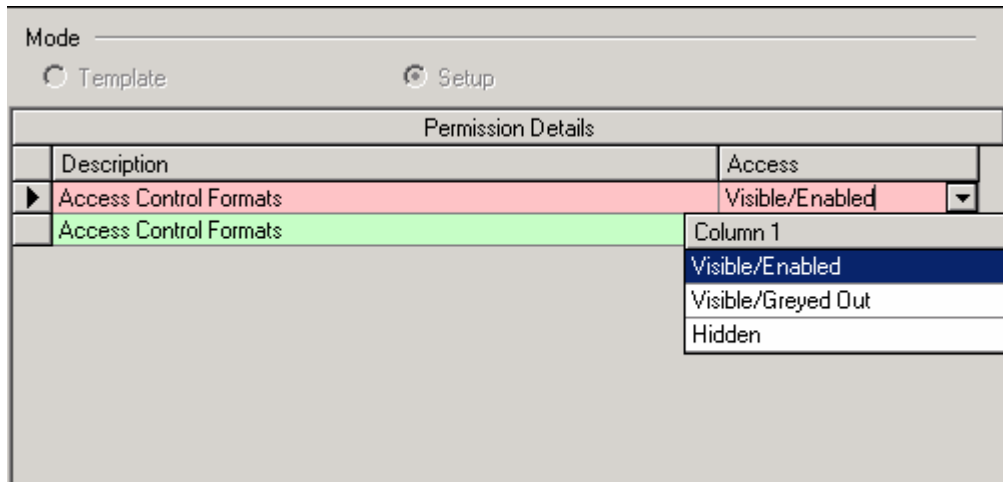 Mode
Template Setup
Permission Details
Description Access
Access Control Formats Visible/Enabled
Access Control Formats
Column 1
Visible/Enabled
Visible/Greyed Out
Hidden